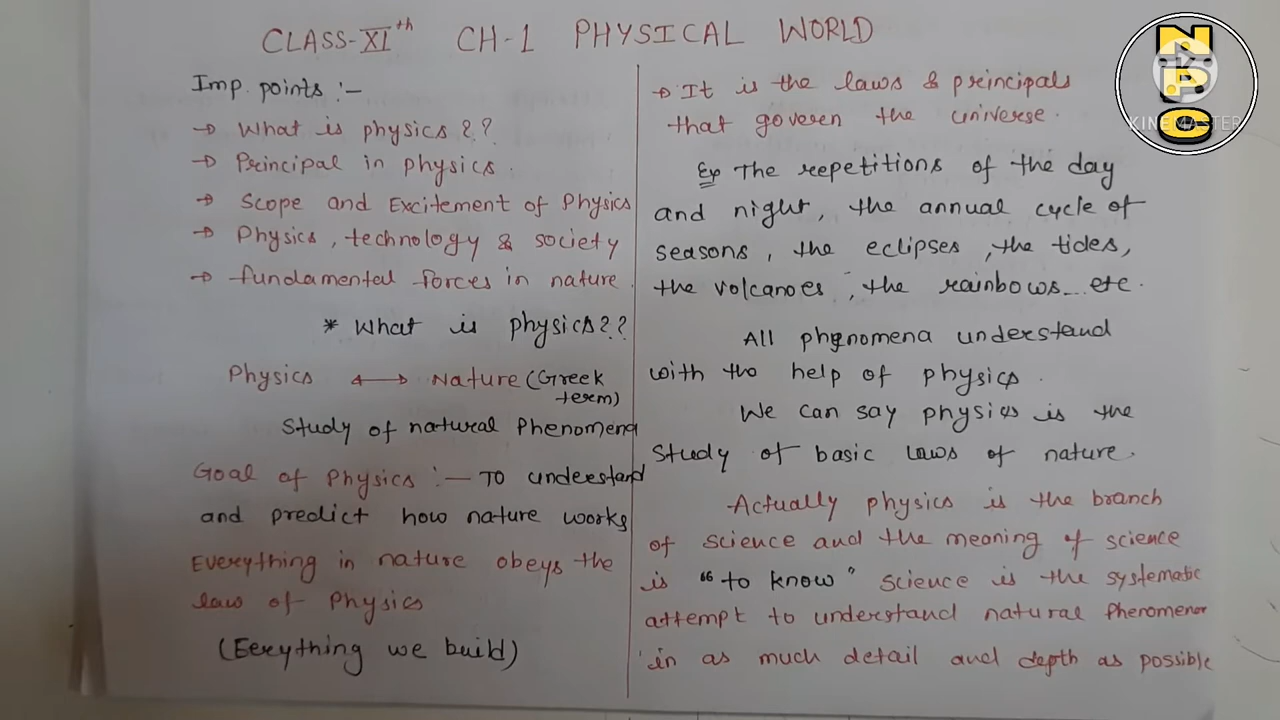 CLASS-XIth CH-1 PHYSICAL WORLD
Imp. points :-
→ What is physics ??
→ Principal in physics.
→ Scope and Excitement of Physics
→ Physics, technology & society
→ fundamental forces in nature.
* What is physics??
Physics ↔ Nature (Greek
term)
Study of natural Phenomena
Goal of Physics :- To understand
and predict how nature works
Everything in nature obeys the
law of Physics
(Eerything we build)
→ It is the laws & principals
that govern the universe.
Ex The repetitions of the day
and night, the annual cycle of
seasons, the eclipses, the tides,
the volcanoes, the rainbows... etc.
All phenomena understand
with the help of physics.
We can say physics is the
study of basic laws of nature.
Actually physics is the branch
of science and the meaning of science
is "to know" science is the systematic
attempt to understand natural Phenomenon
in as much detail and depth as possible
NPC
KINEMASTER